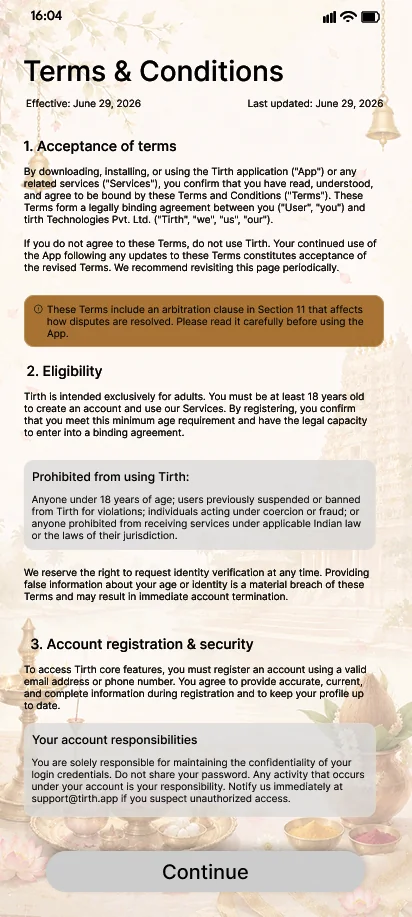 16:04
Terms & Conditions
Effective: June 29, 2026
Last updated: June 29, 2026
1. Acceptance of terms
By downloading, installing, or using the Tirth application ("App") or any
related services ("Services"), you confirm that you have read, understood,
and agree to be bound by these Terms and Conditions ("Terms"). These
Terms form a legally binding agreement between you ("User", "you") and
tirth Technologies Pvt. Ltd. ("Tirth", "we", "us", "our").
If you do not agree to these Terms, do not use Tirth. Your continued use of
the App following any updates to these Terms constitutes acceptance of
the revised Terms. We recommend revisiting this page periodically.
These Terms include an arbitration clause in Section 11 that affects
how disputes are resolved. Please read it carefully before using the
App.
2. Eligibility
Tirth is intended exclusively for adults. You must be at least 18 years old
to create an account and use our Services. By registering, you confirm
that you meet this minimum age requirement and have the legal capacity
to enter into a binding agreement.
Prohibited from using Tirth:
Anyone under 18 years of age; users previously suspended or banned
from Tirth for violations; individuals acting under coercion or fraud; or
anyone prohibited from receiving services under applicable Indian law
or the laws of their jurisdiction.
We reserve the right to request identity verification at any time. Providing
false information about your age or identity is a material breach of these
Terms and may result in immediate account termination.
3. Account registration & security
To access Tirth core features, you must register an account using a valid
email address or phone number. You agree to provide accurate, current,
and complete information during registration and to keep your profile up
to date.
Your account responsibilities
You are solely responsible for maintaining the confidentiality of your
login credentials. Do not share your password. Any activity that occurs
under your account is your responsibility. Notify us immediately at
support@tirth.app if you suspect unauthorized access.
Continue